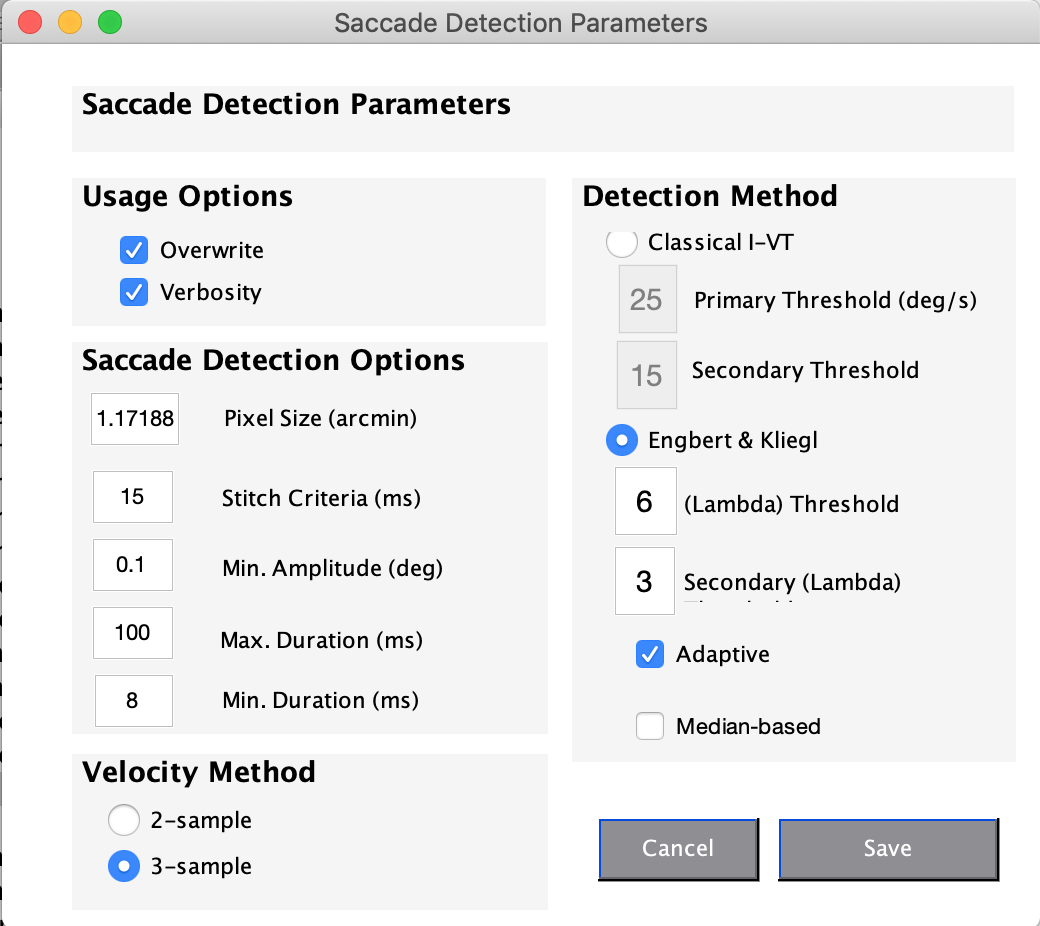 Saccade Detection Parameters
Saccade Detection Parameters
Usage Options
Overwrite
Verbosity
Saccade Detection Options
1.17188 Pixel Size (arcmin)
15 Stitch Criteria (ms)
0.1 Min. Amplitude (deg)
100 Max. Duration (ms)
8 Min. Duration (ms)
Velocity Method
2-sample
3-sample
Detection Method
Classical I-VT
25 Primary Threshold (deg/s)
15 Secondary Threshold
Engbert & Kliegl
6 (Lambda) Threshold
3 Secondary (Lambda)
Adaptive
Median-based
Cancel Save